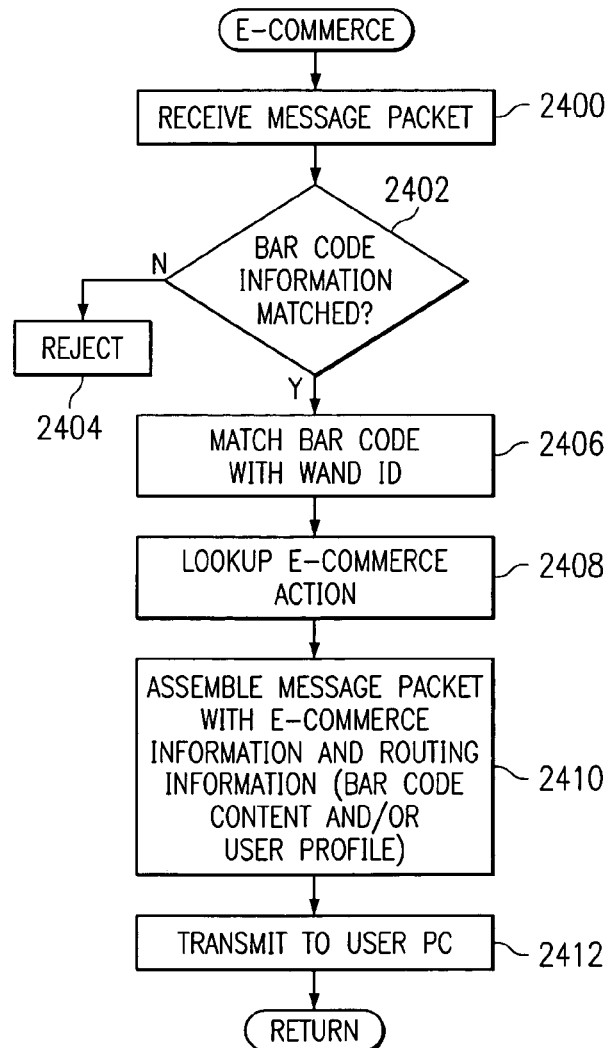 E-COMMERCE
RECEIVE MESSAGE PACKET
2400
2402
BAR CODE
INFORMATION
MATCHED?
N
REJECT
2404
Y
MATCH BAR CODE
WITH WAND ID
2406
LOOKUP E-COMMERCE
ACTION
2408
ASSEMBLE MESSAGE PACKET
WITH E-COMMERCE
INFORMATION AND ROUTING
INFORMATION (BAR CODE
CONTENT AND/OR
USER PROFILE)
2410
TRANSMIT TO USER PC
2412
RETURN